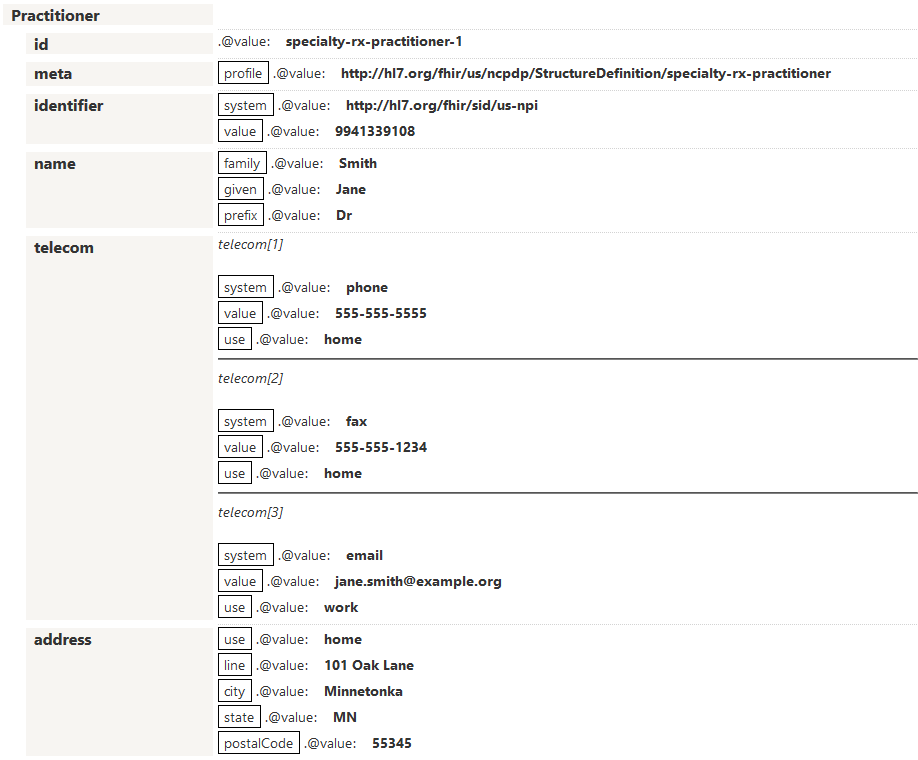 Practitioner
id .@value: specialty-rx-practitioner-1
meta profile .@value: http://hl7.org/fhir/us/ncpdp/StructureDefinition/specialty-rx-practitioner
identifier system .@value: http://hl7.org/fhir/sid/us-npi
value .@value: 9941339108
name family .@value: Smith
given .@value: Jane
prefix .@value: Dr
telecom telecom[1]
system .@value: phone
value .@value: 555-555-5555
use .@value: home
telecom[2]
system .@value: fax
value .@value: 555-555-1234
use .@value: home
telecom[3]
system .@value: email
value .@value: jane.smith@example.org
use .@value: work
address use .@value: home
line .@value: 101 Oak Lane
city .@value: Minnetonka
state .@value: MN
postalCode .@value: 55345